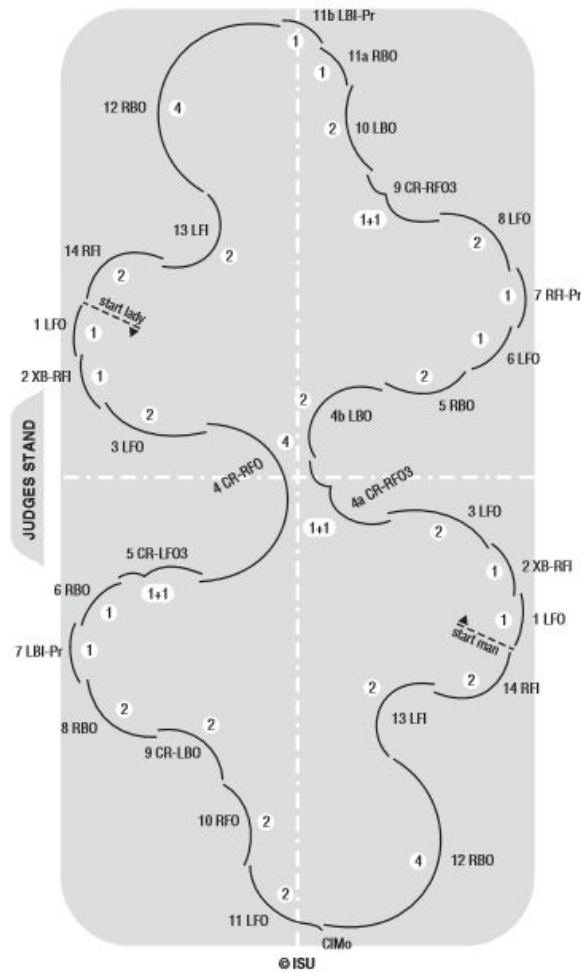 11b LBI-Pr
1
11a RBO
1
12 RBO
4
2
10 LBO
9 CR-RFO3
1+1
8 LFO
13 LFI
2
14 RFI
2
2
start lady
1
7 RFI-Pr
1 LFO
1
1
6 LFO
2 XB-RFI
1
2
5 RBO
3 LFO
2
2
4b LBO
4
4 CR-RFO
JUDGES STAND
4a CR-RFO3
1+1
3 LFO
2
5 CR-LFO3
1+1
2 XB-RFI
1
6 RBO
1
1 LFO
1
start man
7 LBI-Pr
1
14 RFI
2
2
13 LFI
8 RBO
2
9 CR-LBO
2
10 RFO
2
4
12 RBO
11 LFO
2
ClMo
© ISU